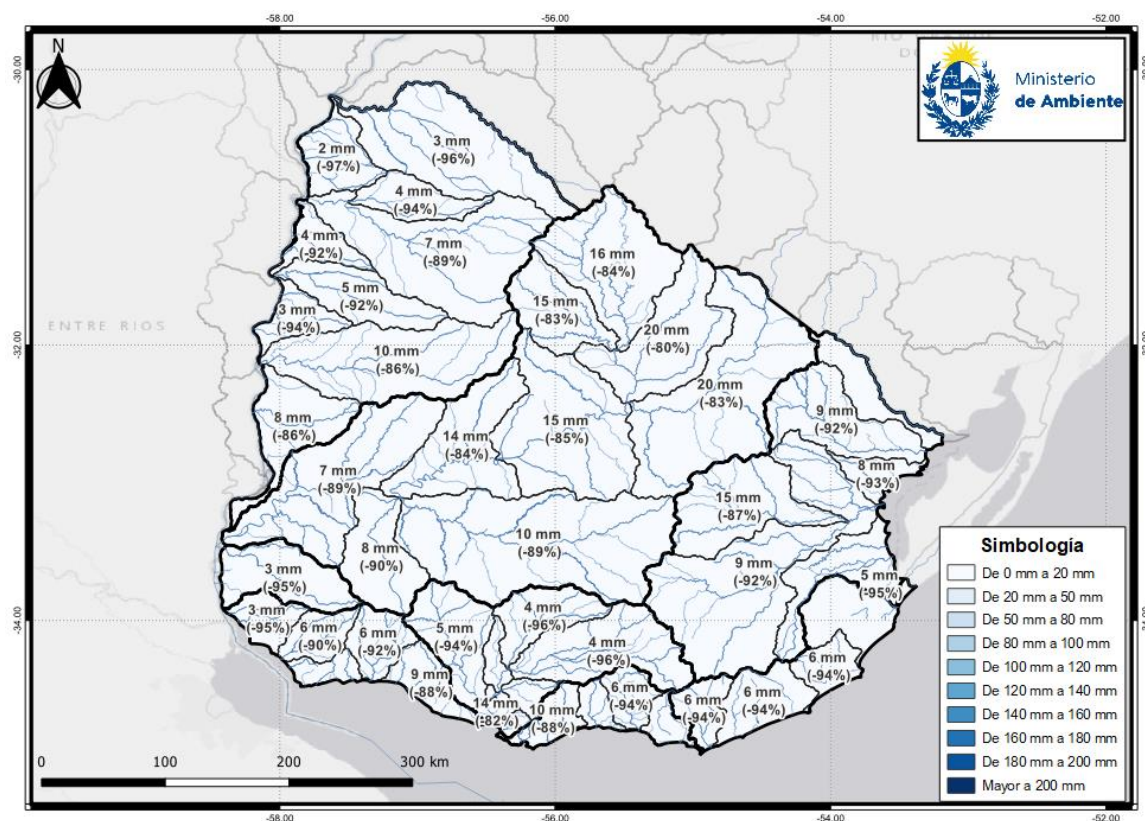 -58.00
-56.00
-54.00
-52.00
N
-30.00
Ministerio
de Ambiente
2 mm
(-97%)
3 mm
(-96%)
4 mm
(-94%)
4 mm
(-92%)
7 mm
(-89%)
16 mm
(-84%)
5 mm
(-92%)
15 mm
(-83%)
3 mm
(-94%)
ENTRE RIOS
20 mm
(-80%)
-32.00
10 mm
(-86%)
20 mm
(-83%)
8 mm
(-86%)
14 mm
(-84%)
15 mm
(-85%)
9 mm
(-92%)
7 mm
(-89%)
8 mm
(-93%)
15 mm
(-87%)
8 mm
(-90%)
10 mm
(-89%)
9 mm
(-92%)
3 mm
(-95%)
5 mm
(-95%)
-34.00
3 mm
(-95%)
6 mm
(-90%)
6 mm
(-92%)
5 mm
(-94%)
4 mm
(-96%)
4 mm
(-96%)
9 mm
(-88%)
14 mm
(-82%)
10 mm
(-88%)
6 mm
(-94%)
6 mm
(-94%)
6 mm
(-94%)
6 mm
(-94%)
Simbología
De 0 mm a 20 mm
De 20 mm a 50 mm
De 50 mm a 80 mm
De 80 mm a 100 mm
De 100 mm a 120 mm
De 120 mm a 140 mm
De 140 mm a 160 mm
De 160 mm a 180 mm
De 180 mm a 200 mm
Mayor a 200 mm
0 100 200 300 km
-58.00
-56.00
-54.00
-52.00